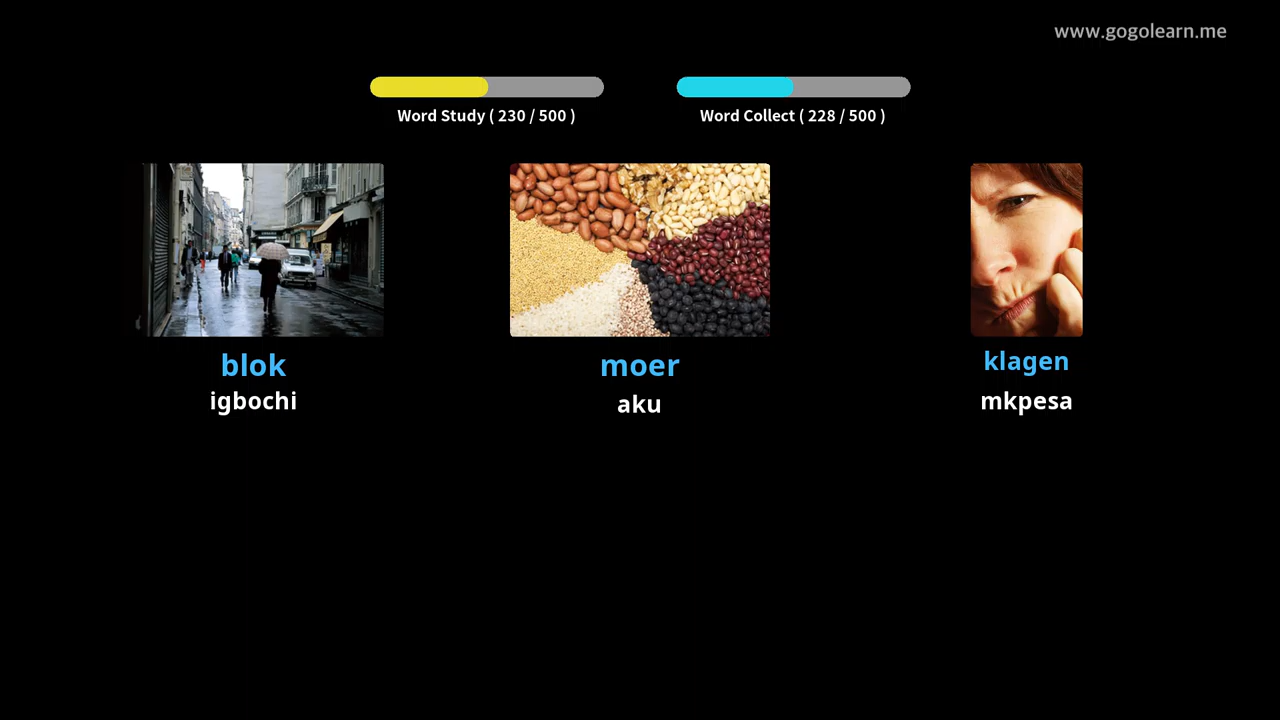 www.gogolearn.me
Word Study ( 230 / 500 )
Word Collect ( 228 / 500 )
blok
igbochi
moer
aku
klagen
mkpesa